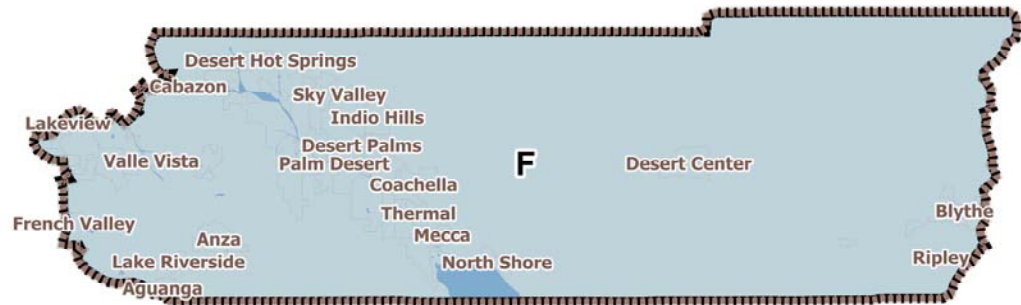 Desert Hot Springs
Cabazon
Sky Valley
Indio Hills
Lakeview
Desert Palms
Valle Vista
Palm Desert
F
Desert Center
Coachella
Thermal
Blythe
French Valley
Mecca
Anza
Lake Riverside
North Shore
Ripley
Aguanga